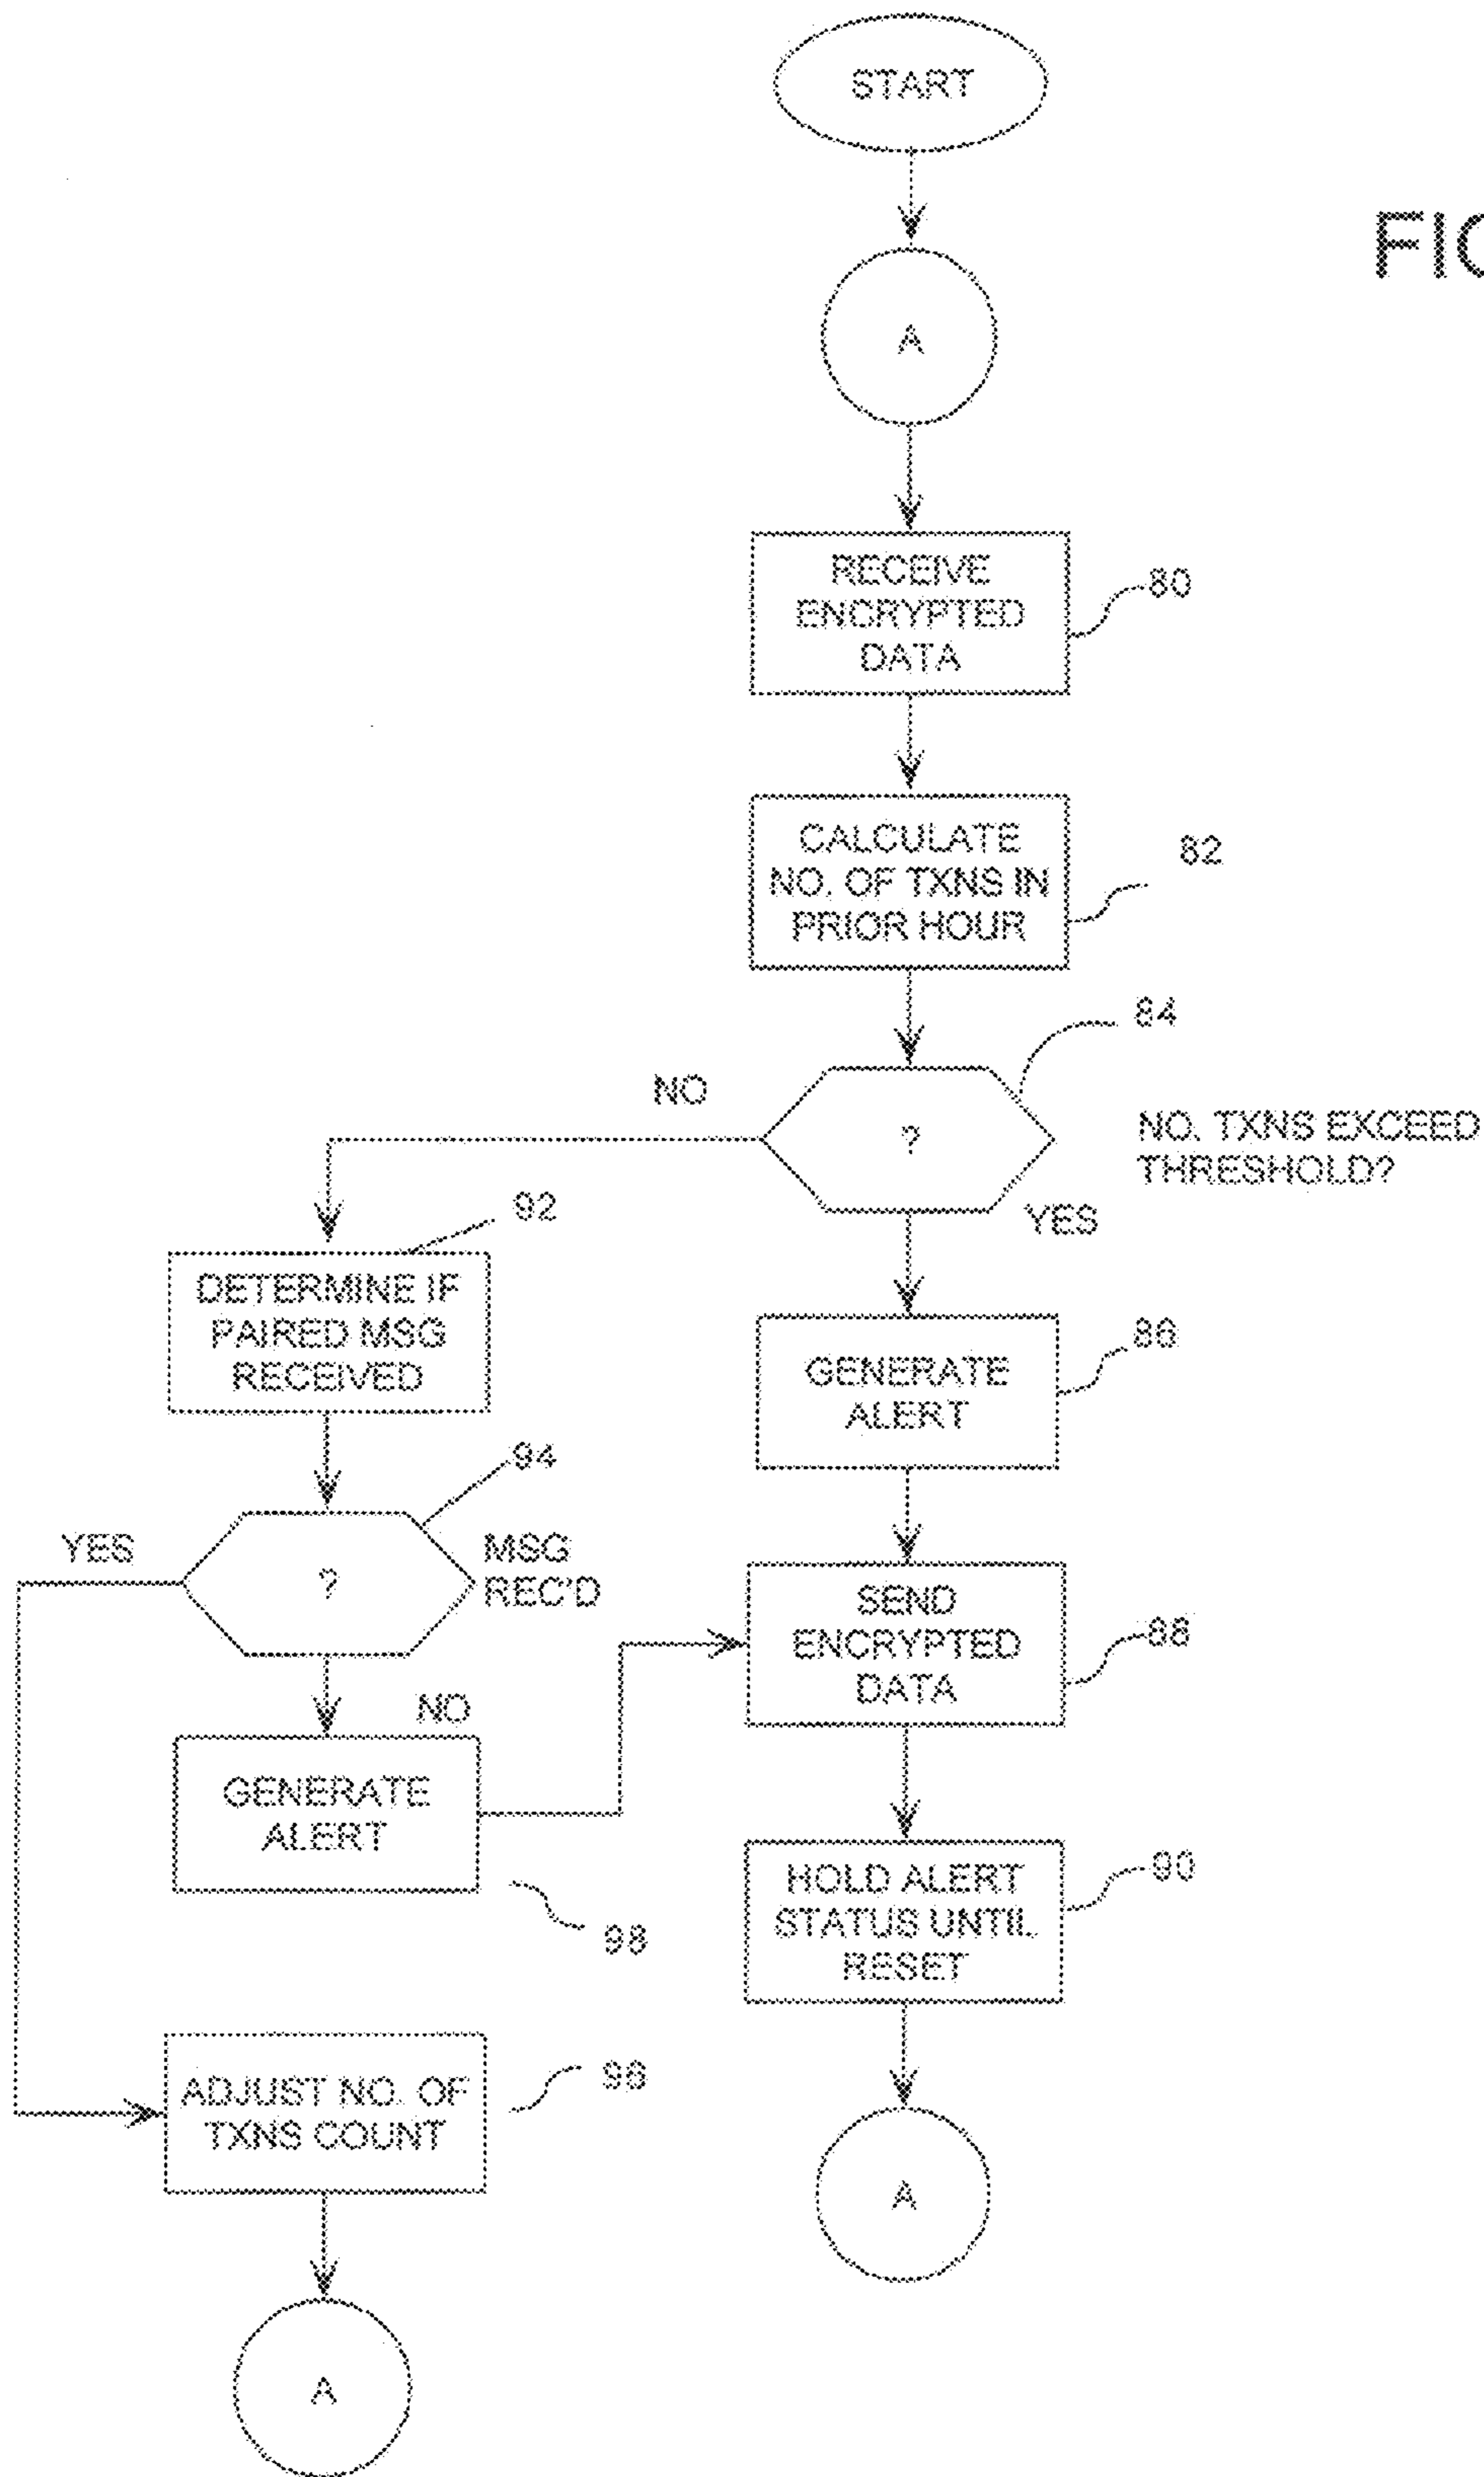 START
FIG
A
RECEIVE
ENCRYPTED
DATA
80
CALCULATE
NO. OF TXNS IN
PRIOR HOUR
82
84
NO
?
NO. TXNS EXCEED
THRESHOLD?
YES
92
DETERMINE IF
PAIRED MSG
RECEIVED
GENERATE
ALERT
86
94
YES
?
MSG
REC'D
NO
SEND
ENCRYPTED
DATA
88
GENERATE
ALERT
98
HOLD ALERT
STATUS UNTIL
RESET
90
ADJUST NO. OF
TXNS COUNT
96
A
A